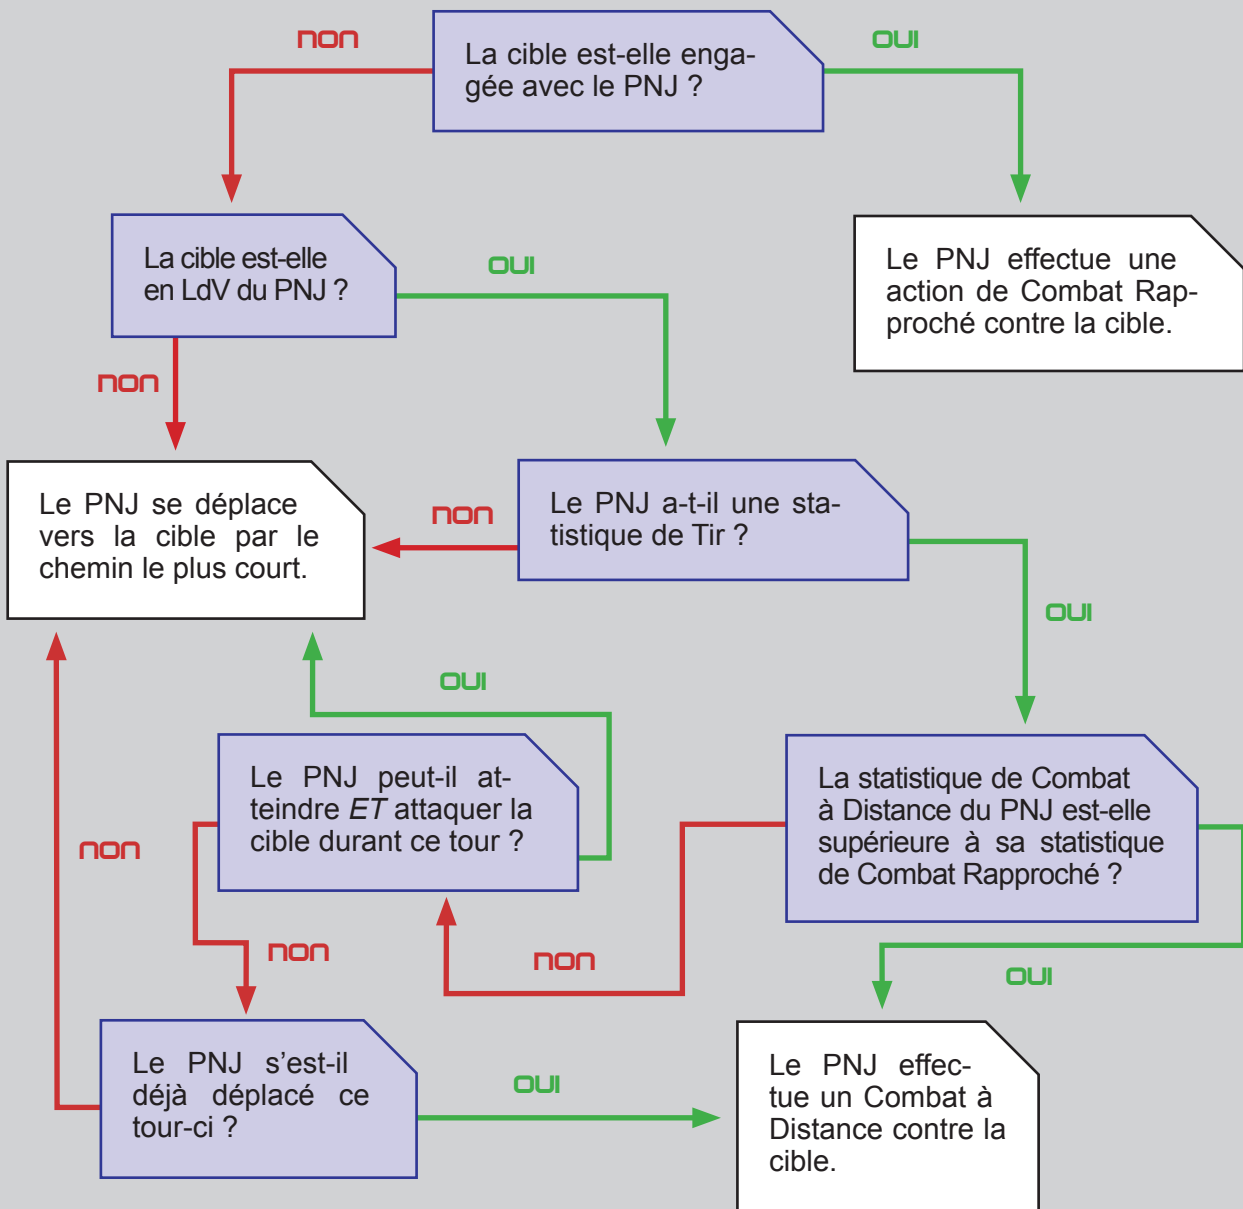 non
La cible est-elle enga-
gée avec le PNJ ?
oui
La cible est-elle
en LdV du PNJ ?
oui
Le PNJ effectue une
action de Combat Rap-
proché contre la cible.
non
Le PNJ se déplace
vers la cible par le
chemin le plus court.
non
Le PNJ a-t-il une sta-
tistique de Tir ?
oui
oui
Le PNJ peut-il at-
teindre ET attaquer la
cible durant ce tour ?
La statistique de Combat
à Distance du PNJ est-elle
supérieure à sa statistique
de Combat Rapproché ?
non
non
non
oui
Le PNJ s’est-il
déjà déplacé ce
tour-ci ?
oui
Le PNJ effec-
tue un Combat à
Distance contre la
cible.